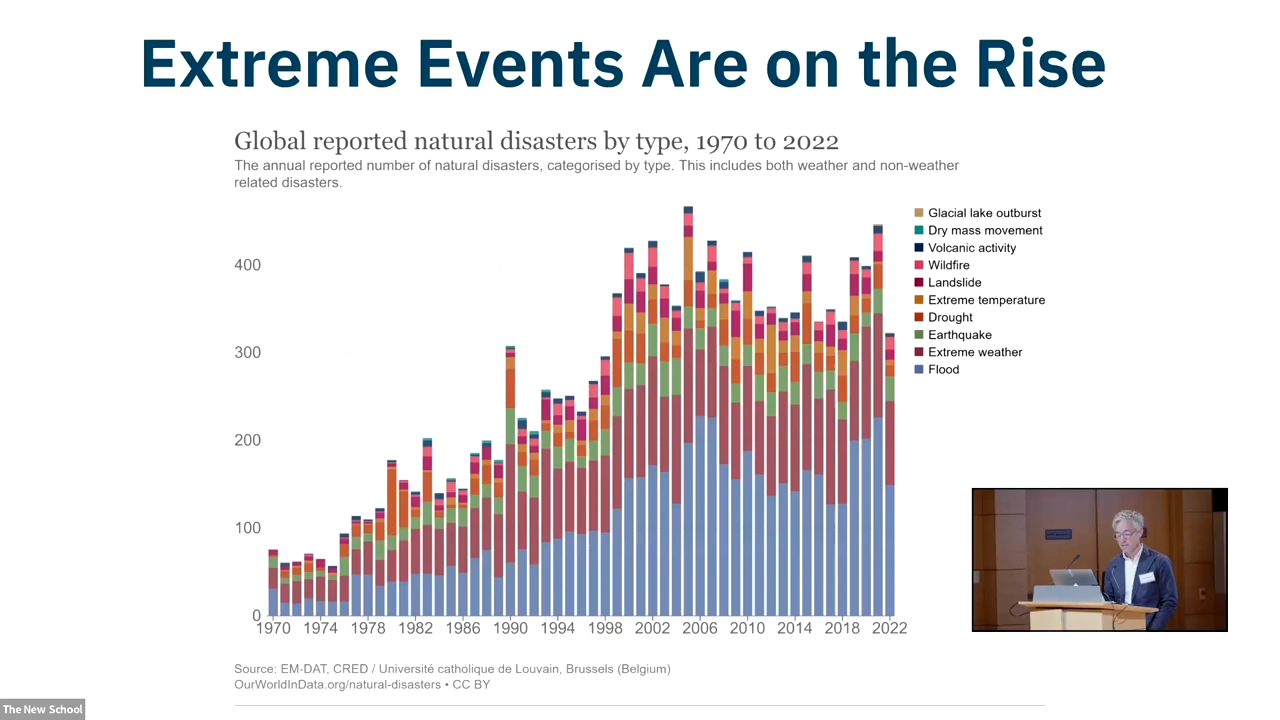 Extreme Events Are on the Rise
Global reported natural disasters by type, 1970 to 2022
The annual reported number of natural disasters, categorised by type. This includes both weather and non-weather
related disasters.
Glacial lake outburst
Dry mass movement
Volcanic activity
Wildfire
Landslide
Extreme temperature
Drought
Earthquake
Extreme weather
Flood
400
300
200
100
0
1970 1974 1978 1982 1986 1990 1994 1998 2002 2006 2010 2014 2018 2022
Source: EM-DAT, CRED / Université catholique de Louvain, Brussels (Belgium)
OurWorldInData.org/natural-disasters • CC BY
The New School